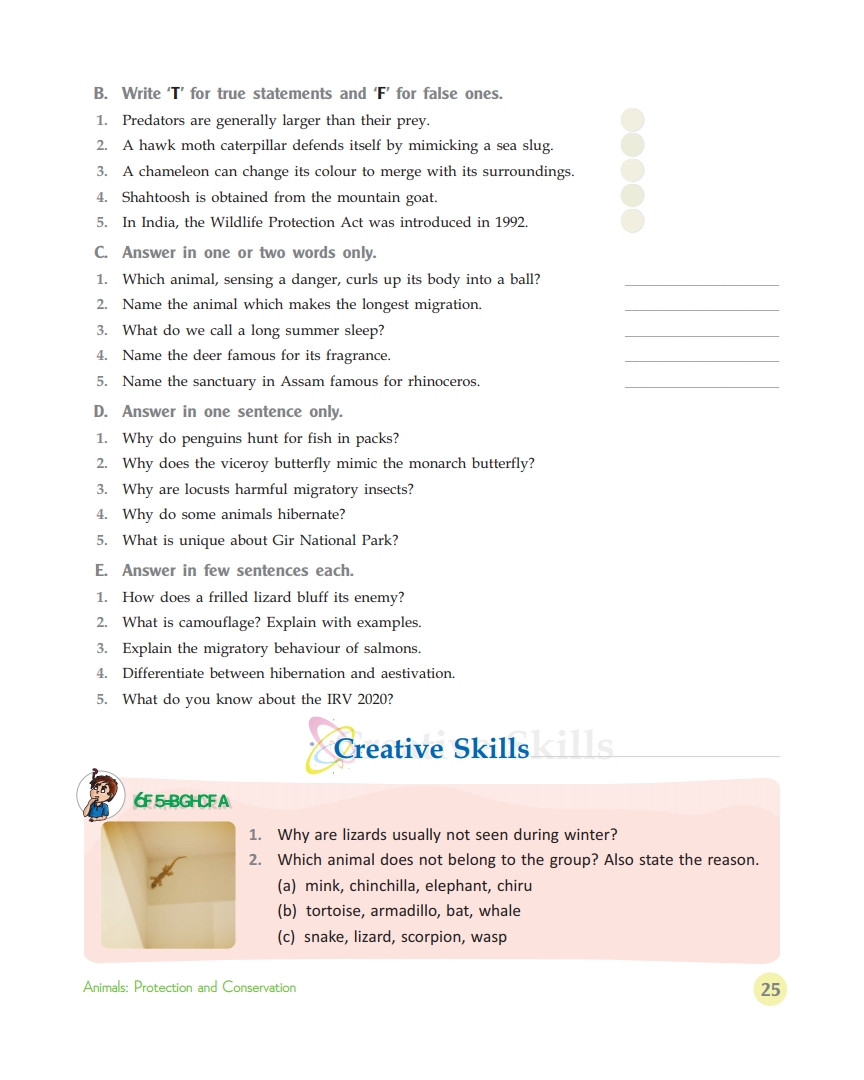 B. Write ‘T’ for true statements and ‘F’ for false ones.
1. Predators are generally larger than their prey.
2. A hawk moth caterpillar defends itself by mimicking a sea slug.
3. A chameleon can change its colour to merge with its surroundings.
4. Shahtoosh is obtained from the mountain goat.
5. In India, the Wildlife Protection Act was introduced in 1992.
C. Answer in one or two words only.
1. Which animal, sensing a danger, curls up its body into a ball?
2. Name the animal which makes the longest migration.
3. What do we call a long summer sleep?
4. Name the deer famous for its fragrance.
5. Name the sanctuary in Assam famous for rhinoceros.
D. Answer in one sentence only.
1. Why do penguins hunt for fish in packs?
2. Why does the viceroy butterfly mimic the monarch butterfly?
3. Why are locusts harmful migratory insects?
4. Why do some animals hibernate?
5. What is unique about Gir National Park?
E. Answer in few sentences each.
1. How does a frilled lizard bluff its enemy?
2. What is camouflage? Explain with examples.
3. Explain the migratory behaviour of salmons.
4. Differentiate between hibernation and aestivation.
5. What do you know about the IRV 2020?
Creative Skills
1. Why are lizards usually not seen during winter?
2. Which animal does not belong to the group? Also state the reason.
(a) mink, chinchilla, elephant, chiru
(b) tortoise, armadillo, bat, whale
(c) snake, lizard, scorpion, wasp
Animals: Protection and Conservation
25